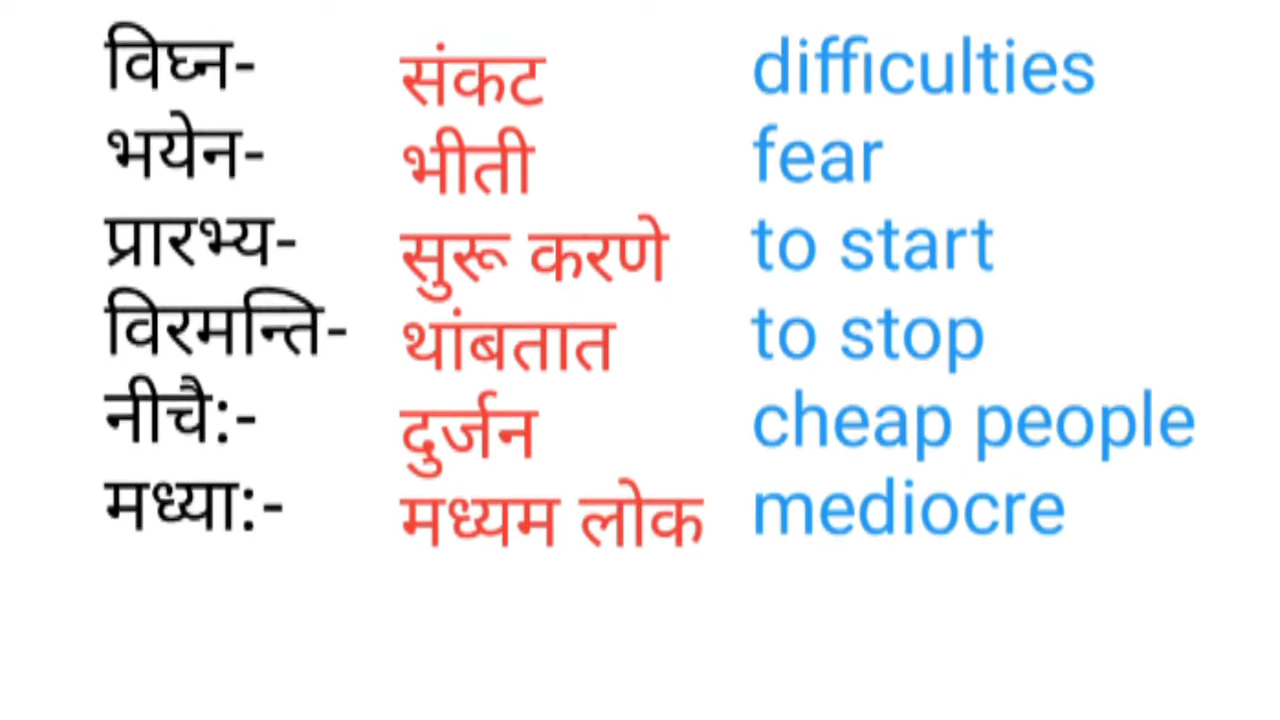 विघ्न- संकट difficulties
भयेन- भीती fear
प्रारभ्य- सुरू करणे to start
विरमन्ति- थांबतात to stop
नीचै:- दुर्जन cheap people
मध्या:- मध्यम लोक mediocre